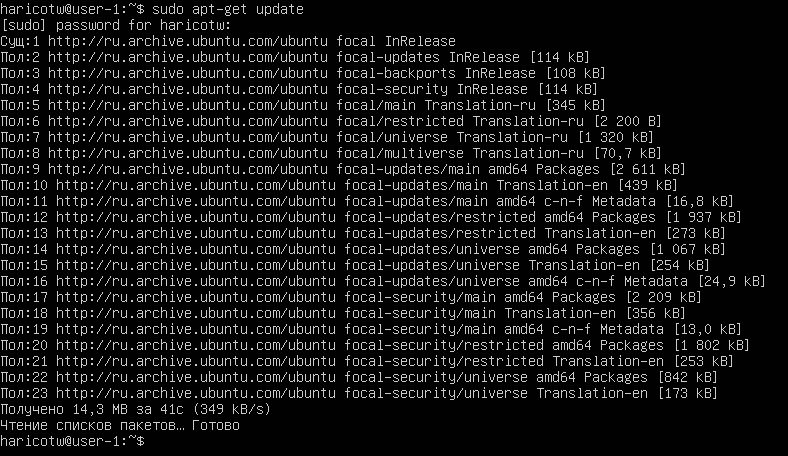 haricotw@user-1:~$ sudo apt-get update
[sudo] password for haricotw:
Сущ:1 http://ru.archive.ubuntu.com/ubuntu focal InRelease
Пол:2 http://ru.archive.ubuntu.com/ubuntu focal-updates InRelease [114 kB]
Пол:3 http://ru.archive.ubuntu.com/ubuntu focal-backports InRelease [108 kB]
Пол:4 http://ru.archive.ubuntu.com/ubuntu focal-security InRelease [114 kB]
Пол:5 http://ru.archive.ubuntu.com/ubuntu focal/main Translation-ru [345 kB]
Пол:6 http://ru.archive.ubuntu.com/ubuntu focal/restricted Translation-ru [2 200 B]
Пол:7 http://ru.archive.ubuntu.com/ubuntu focal/universe Translation-ru [1 320 kB]
Пол:8 http://ru.archive.ubuntu.com/ubuntu focal/multiverse Translation-ru [70,7 kB]
Пол:9 http://ru.archive.ubuntu.com/ubuntu focal-updates/main amd64 Packages [2 611 kB]
Пол:10 http://ru.archive.ubuntu.com/ubuntu focal-updates/main Translation-en [439 kB]
Пол:11 http://ru.archive.ubuntu.com/ubuntu focal-updates/main amd64 c-n-f Metadata [16,8 kB]
Пол:12 http://ru.archive.ubuntu.com/ubuntu focal-updates/restricted amd64 Packages [1 937 kB]
Пол:13 http://ru.archive.ubuntu.com/ubuntu focal-updates/restricted Translation-en [273 kB]
Пол:14 http://ru.archive.ubuntu.com/ubuntu focal-updates/universe amd64 Packages [1 067 kB]
Пол:15 http://ru.archive.ubuntu.com/ubuntu focal-updates/universe Translation-en [254 kB]
Пол:16 http://ru.archive.ubuntu.com/ubuntu focal-updates/universe amd64 c-n-f Metadata [24,9 kB]
Пол:17 http://ru.archive.ubuntu.com/ubuntu focal-security/main amd64 Packages [2 209 kB]
Пол:18 http://ru.archive.ubuntu.com/ubuntu focal-security/main Translation-en [356 kB]
Пол:19 http://ru.archive.ubuntu.com/ubuntu focal-security/main amd64 c-n-f Metadata [13,0 kB]
Пол:20 http://ru.archive.ubuntu.com/ubuntu focal-security/restricted amd64 Packages [1 802 kB]
Пол:21 http://ru.archive.ubuntu.com/ubuntu focal-security/restricted Translation-en [253 kB]
Пол:22 http://ru.archive.ubuntu.com/ubuntu focal-security/universe amd64 Packages [842 kB]
Пол:23 http://ru.archive.ubuntu.com/ubuntu focal-security/universe Translation-en [173 kB]
Получено 14,3 MB за 41с (349 kB/s)
Чтение списков пакетов… Готово
haricotw@user-1:~$